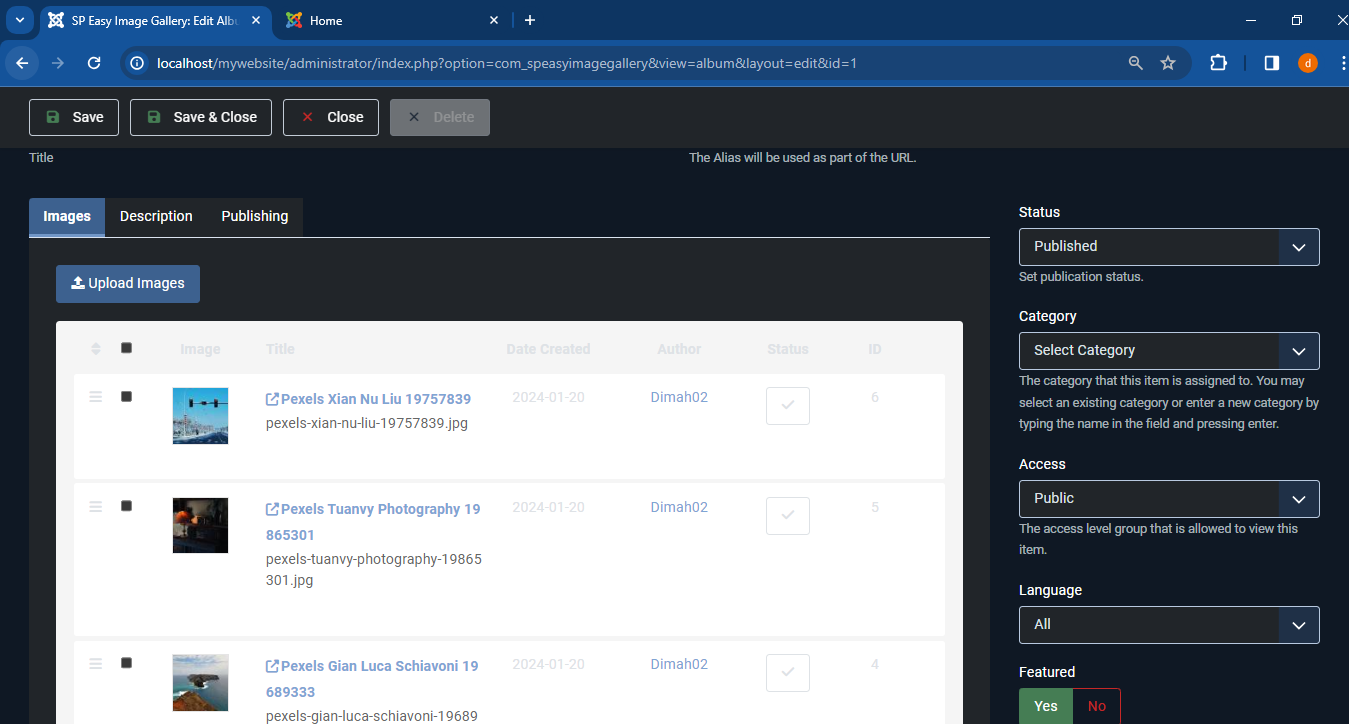 SP Easy Image Gallery: Edit Albu
Home
localhost/mywebsite/administrator/index.php?option=com_speasyimagegallery&view=album&layout=edit&id=1
d
Save
Save & Close
Close
Delete
Title
The Alias will be used as part of the URL.
Images
Description
Publishing
Upload Images
Image
Title
Date Created
Author
Status
ID
Pexels Xian Nu Liu 19757839
pexels-xian-nu-liu-19757839.jpg
2024-01-20
Dimah02
6
Pexels Tuanvy Photography 19
865301
pexels-tuanvy-photography-19865
301.jpg
2024-01-20
Dimah02
5
Pexels Gian Luca Schiavoni 19
689333
pexels-gian-luca-schiavoni-19689
2024-01-20
Dimah02
4
Status
Published
Set publication status.
Category
Select Category
The category that this item is assigned to. You may
select an existing category or enter a new category by
typing the name in the field and pressing enter.
Access
Public
The access level group that is allowed to view this
item.
Language
All
Featured
Yes
No